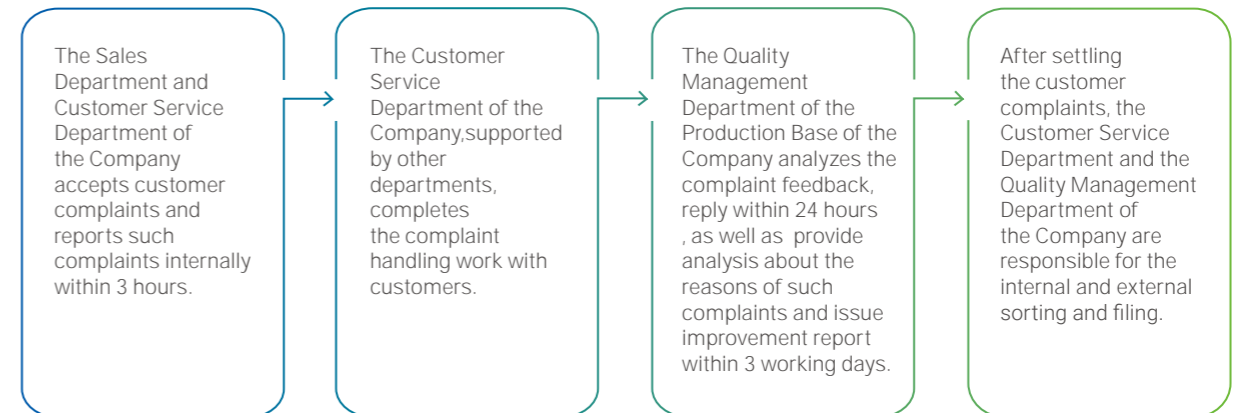 The Sales
Department and
Customer Service
Department of
the Company
accepts customer
complaints and
reports such
complaints internally
within 3 hours.
The Customer
Service
Department of the
Company,supported
by other
departments,
completes
the complaint
handling work with
customers.
The Quality
Management
Department of the
Production Base of the
Company analyzes the
complaint feedback,
reply within 24 hours
, as well as  provide
analysis about the
reasons of such
complaints and issue
improvement report
within 3 working days.
After settling
the customer
complaints, the
Customer Service
Department and the
Quality Management
Department of
the Company are
responsible for the
internal and external
sorting and filing.